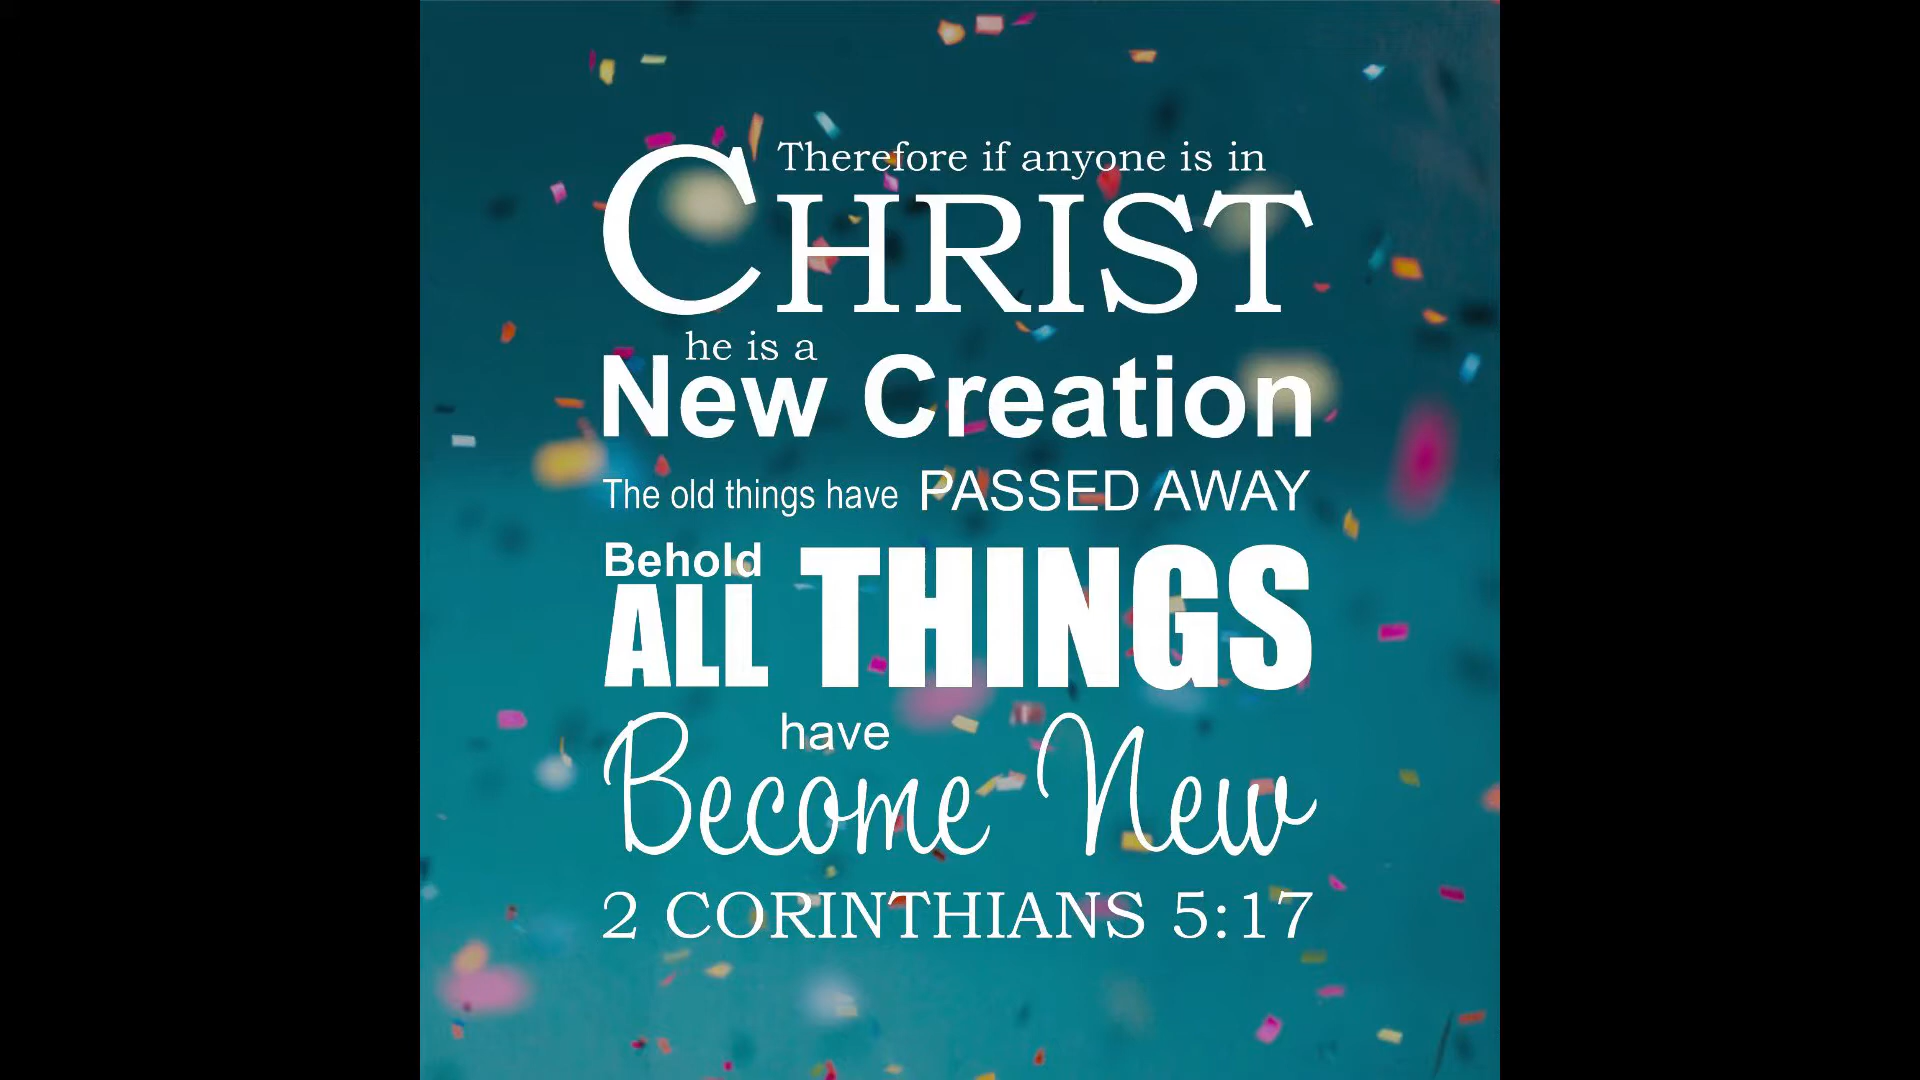 Therefore if anyone is in
CHRIST
he is a
New Creation
The old things have PASSED AWAY
Behold
ALL THINGS
have
Become New
2 CORINTHIANS 5:17